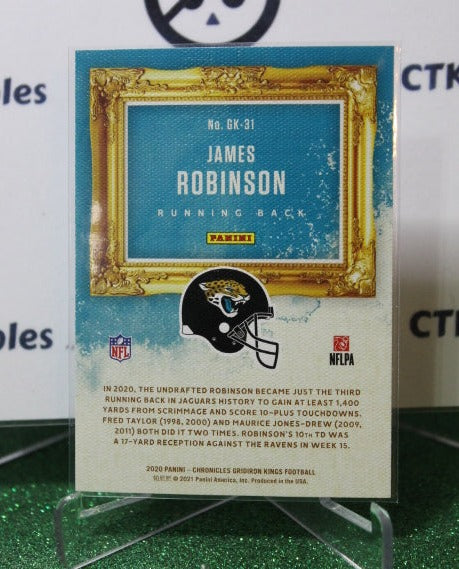 CTK
bles
No. GK-31
JAMES
ROBINSON
RUNNING BACK
PANINI
ples
CTK
NFL
NFLPA
IN 2020, THE UNDRAFTED ROBINSON BECAME JUST THE THIRD
RUNNING BACK IN JAGUARS HISTORY TO GAIN AT LEAST 1,400
YARDS FROM SCRIMMAGE AND SCORE 10-PLUS TOUCHDOWNS.
FRED TAYLOR (1998, 2000) AND MAURICE JONES-DREW (2009,
2011) BOTH DID IT TWO TIMES. ROBINSON'S 10TH TD WAS
A 17-YARD RECEPTION AGAINST THE RAVENS IN WEEK 15.
2020 PANINI – CHRONICLES GRIDIRON KINGS FOOTBALL
© 2021 Panini America, Inc. Produced in the USA.